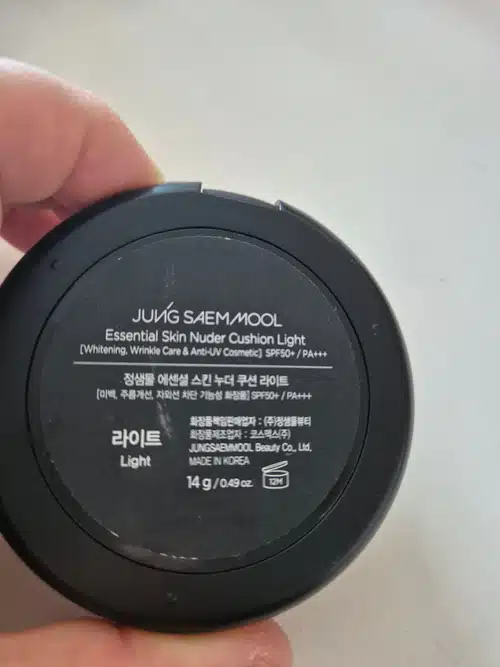 JUNG SAEMMOOL
Essential Skin Nuder Cushion Light
[Whitening, Wrinkle Care & Anti-UV Cosmetic] SPF50+ / PA+++
정샘물 에센셜 스킨 누더 쿠션 라이트
[미백, 주름개선, 자외선 차단 기능성 화장품] SPF50+ / PA+++
라이트
Light
화장품책임판매업자 : (주)정샘물뷰티
화장품제조업자 : 코스맥스(주)
JUNGSAEMMOOL Beauty Co., Ltd.
MADE IN KOREA
14 g / 0.49 oz.
12M